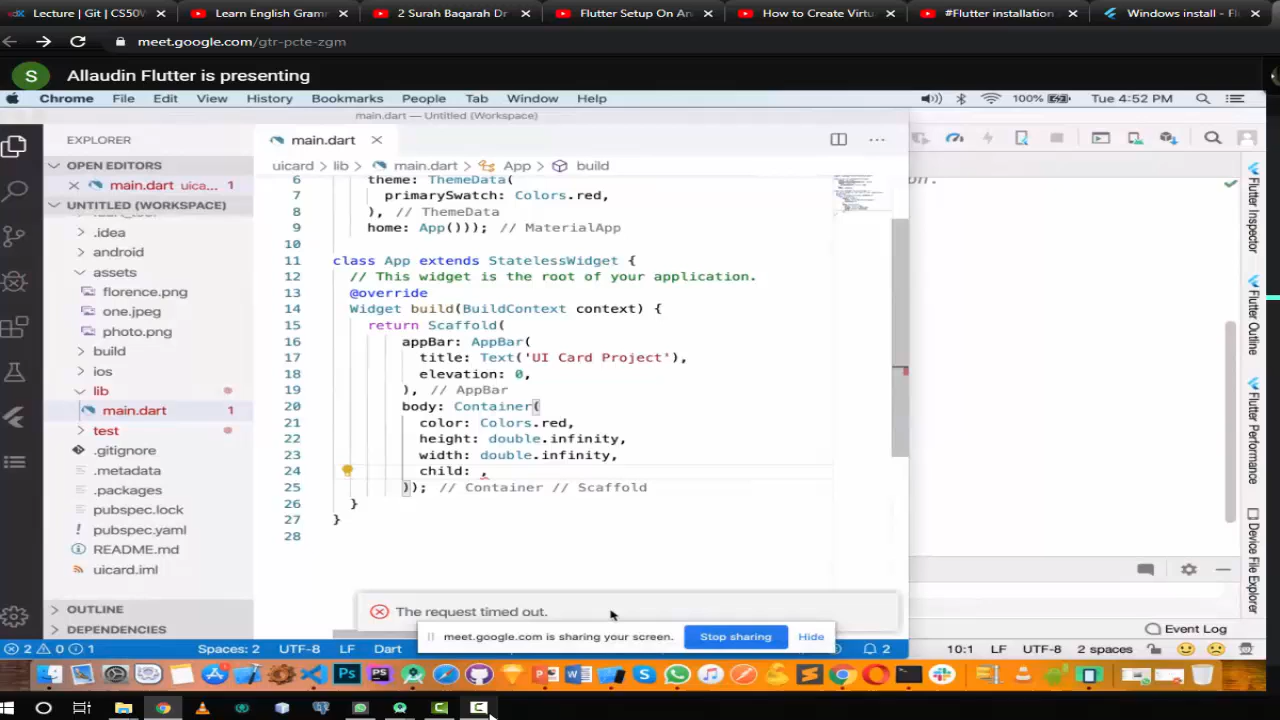 Lecture | Git | CS50W
Learn English Gramm
2 Surah Baqarah Dr
Flutter Setup On An
How to Create Virtu
#Flutter installation
Windows install - Fl
meet.google.com/gtr-pcte-zgm
S
Allaudin Flutter is presenting
Chrome File Edit View History Bookmarks People Tab Window Help
100%
Tue 4:52 PM
main.dart — Untitled (Workspace)
EXPLORER
main.dart
OPEN EDITORS
uicard > lib > main.dart > App > build
main.dart uica... 1
UNTITLED (WORKSPACE)
.idea
android
assets
florence.png
one.jpeg
photo.png
build
ios
lib
main.dart 1
test
.gitignore
.metadata
.packages
pubspec.lock
pubspec.yaml
README.md
uicard.iml
OUTLINE
DEPENDENCIES
6 theme: ThemeData(
7 primarySwatch: Colors.red,
8 ), // ThemeData
9 home: App())); // MaterialApp
10
11 class App extends StatelessWidget {
12 // This widget is the root of your application.
13 @override
14 Widget build(BuildContext context) {
15 return Scaffold(
16 appBar: AppBar(
17 title: Text('UI Card Project'),
18 elevation: 0,
19 ), // AppBar
20 body: Container(
21 color: Colors.red,
22 height: double.infinity,
23 width: double.infinity,
24 child: ,
25 )); // Container // Scaffold
26 }
27 }
28
The request timed out.
meet.google.com is sharing your screen. Stop sharing Hide
2 0 1
Spaces: 2 UTF-8 LF Dart
2
on.
Flutter Inspector
Flutter Outline
Flutter Performance
Device File Explorer
Event Log
10:1 LF UTF-8 2 spaces
Ps
PS